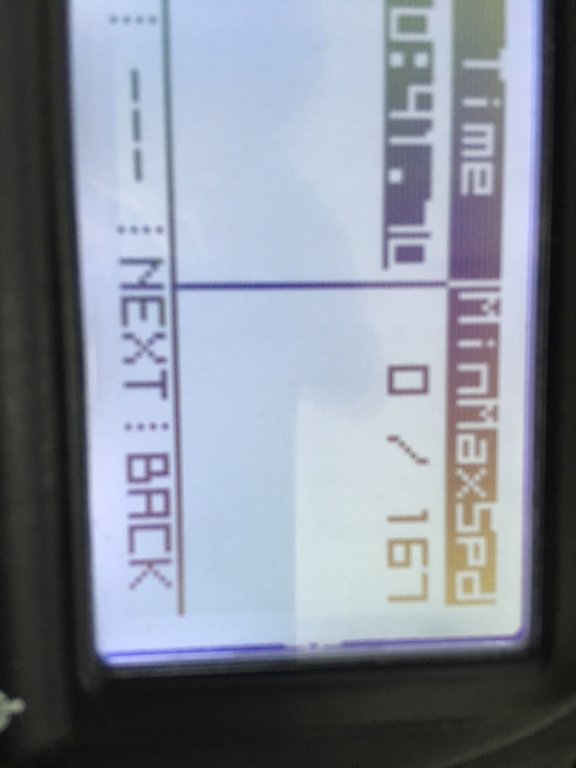 Time MinMaxSpd
0 / 167
--- NEXT BACK